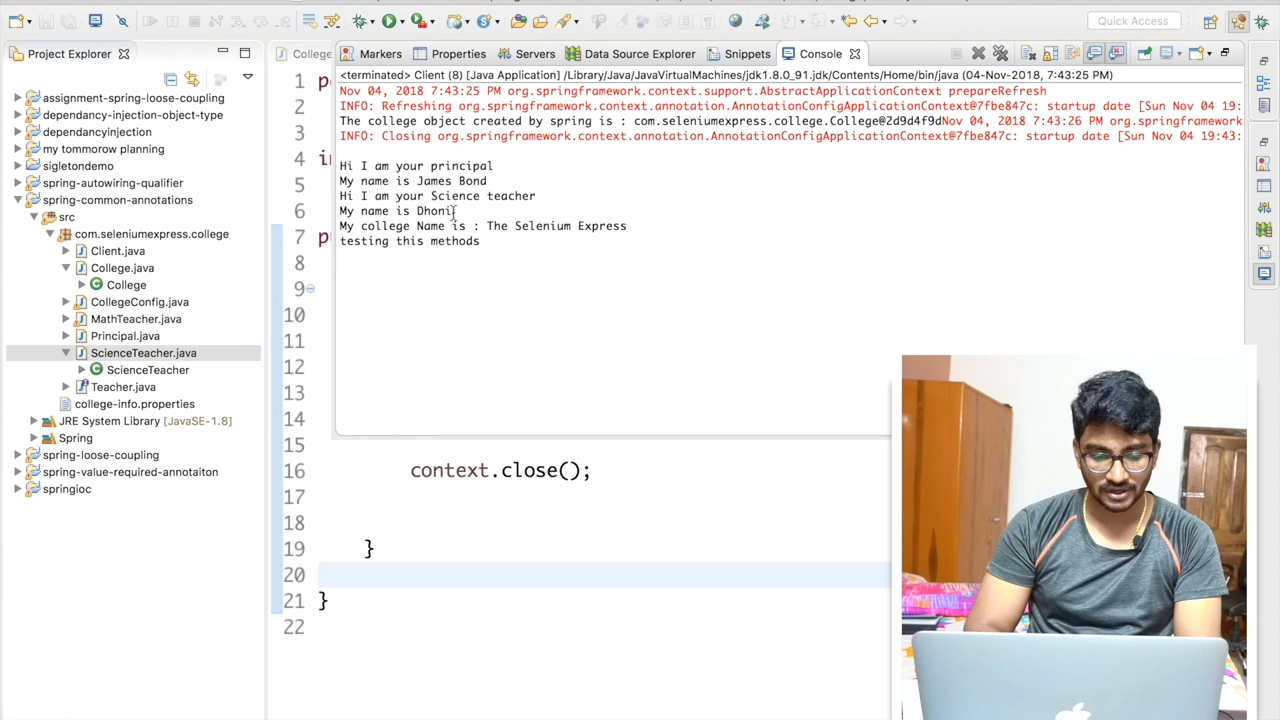 Quick Access
Project Explorer
College
Markers
Properties
Servers
Data Source Explorer
Snippets
Console
<terminated> Client (8) [Java Application] /Library/Java/JavaVirtualMachines/jdk1.8.0_91.jdk/Contents/Home/bin/java (04-Nov-2018, 7:43:25 PM)
Nov 04, 2018 7:43:25 PM org.springframework.context.support.AbstractApplicationContext prepareRefresh
INFO: Refreshing org.springframework.context.annotation.AnnotationConfigApplicationContext@7fbe847c: startup date [Sun Nov 04 19:
The college object created by spring is : com.seleniumexpress.college.College@2d9d4f9dNov 04, 2018 7:43:26 PM org.springframework
INFO: Closing org.springframework.context.annotation.AnnotationConfigApplicationContext@7fbe847c: startup date [Sun Nov 04 19:43:
Hi I am your principal
My name is James Bond
Hi I am your Science teacher
My name is Dhoni
My college Name is : The Selenium Express
testing this methods
assignment-spring-loose-coupling
dependancy-injection-object-type
dependancyinjection
my tommorow planning
sigletondemo
spring-autowiring-qualifier
spring-common-annotations
src
com.seleniumexpress.college
Client.java
College.java
College
CollegeConfig.java
MathTeacher.java
Principal.java
ScienceTeacher.java
ScienceTeacher
Teacher.java
college-info.properties
JRE System Library [JavaSE-1.8]
Spring
spring-loose-coupling
spring-value-required-annotaiton
springioc
1
2
3
4
5
6
7
8
9
10
11
12
13
14
15
16 context.close();
17
18
19 }
20
21 }
22